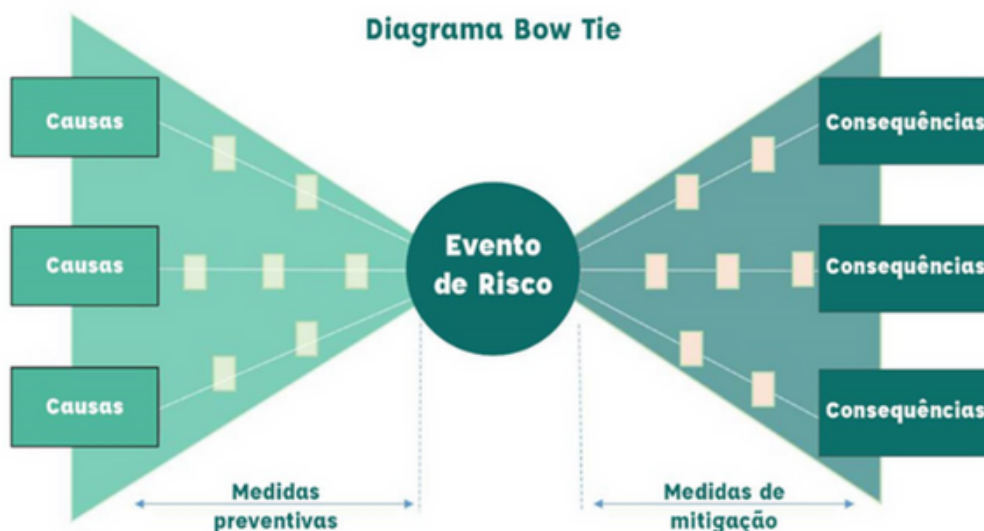 Diagrama Bow Tie
Causas
Consequências
Causas
Evento
de Risco
Consequências
Causas
Consequências
Medidas
preventivas
Medidas de
mitigação